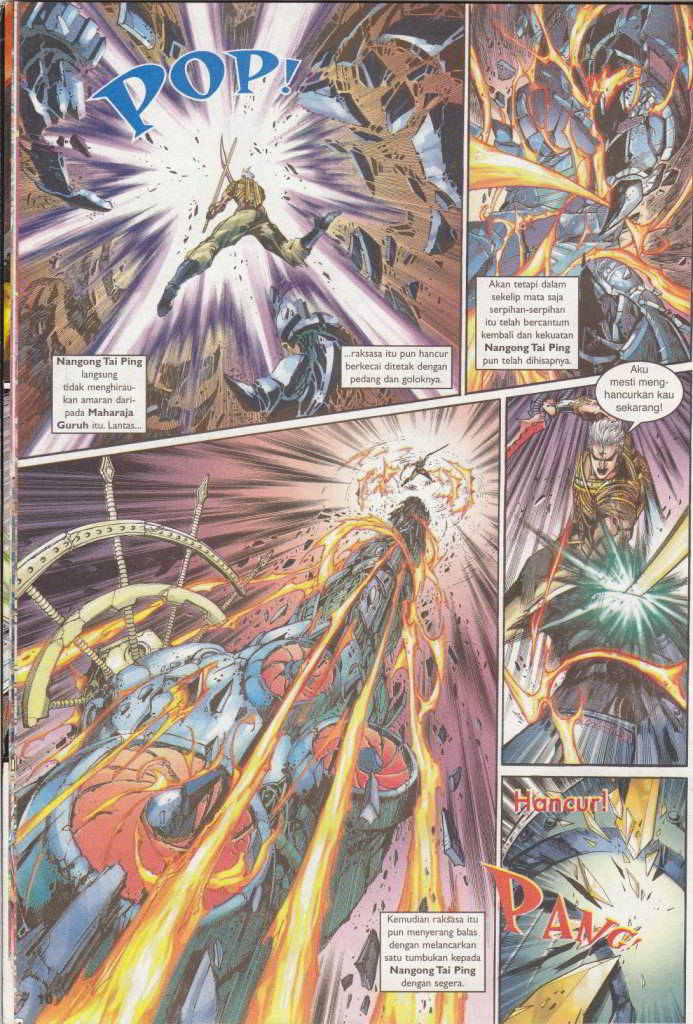 POP!
Nangong Tai Ping
langsung
tidak menghirau-
kan amaran dari-
pada Maharaja
Guruh itu. Lantas...
...raksasa itu pun hancur
berkecai ditetak dengan
pedang dan goloknya.
Akan tetapi dalam
sekelip mata saja
serpihan-serpihan
itu telah bercantum
kembali dan kekuatan
Nangong Tai Ping
pun telah dihisapnya.
Kemudian raksasa itu
pun menyerang balas
dengan melancarkan
satu tumbukan kepada
Nangong Tai Ping
dengan segera.
Aku
mesti meng-
hancurkan kau
sekarang!
Hancur!
PANG!
10